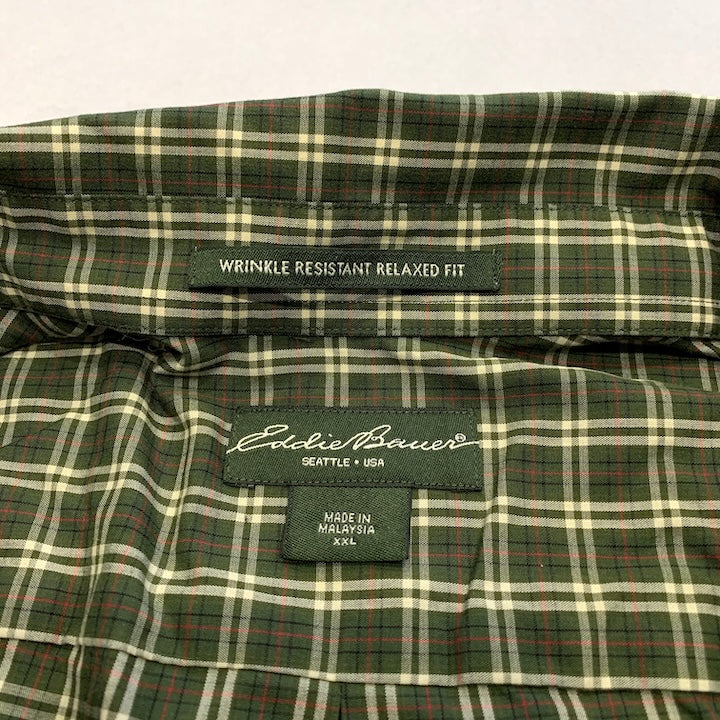 WRINKLE RESISTANT RELAXED FIT
Eddie Bauer®
SEATTLE • USA
MADE IN
MALAYSIA
XXL